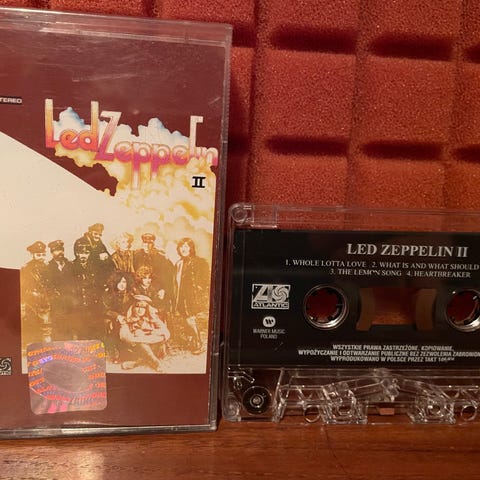 STEREO
Led Zeppelin
II
LED ZEPPELIN II
1. WHOLE LOTTA LOVE 2. WHAT IS AND WHAT SHOULD
3. THE LEMON SONG 4. HEARTBREAKER
ATLANTIC
WARNER MUSIC
POLAND
WSZYSTKIE PRAWA ZASTRZEŻONE. KOPIOWANIE,
WYPOŻYCZANIE I ODTWARZANIE PUBLICZNE BEZ ZEZWOLENIA ZABRONIONE
WYPRODUKOWANO W POLSCE PRZEZ TAKT